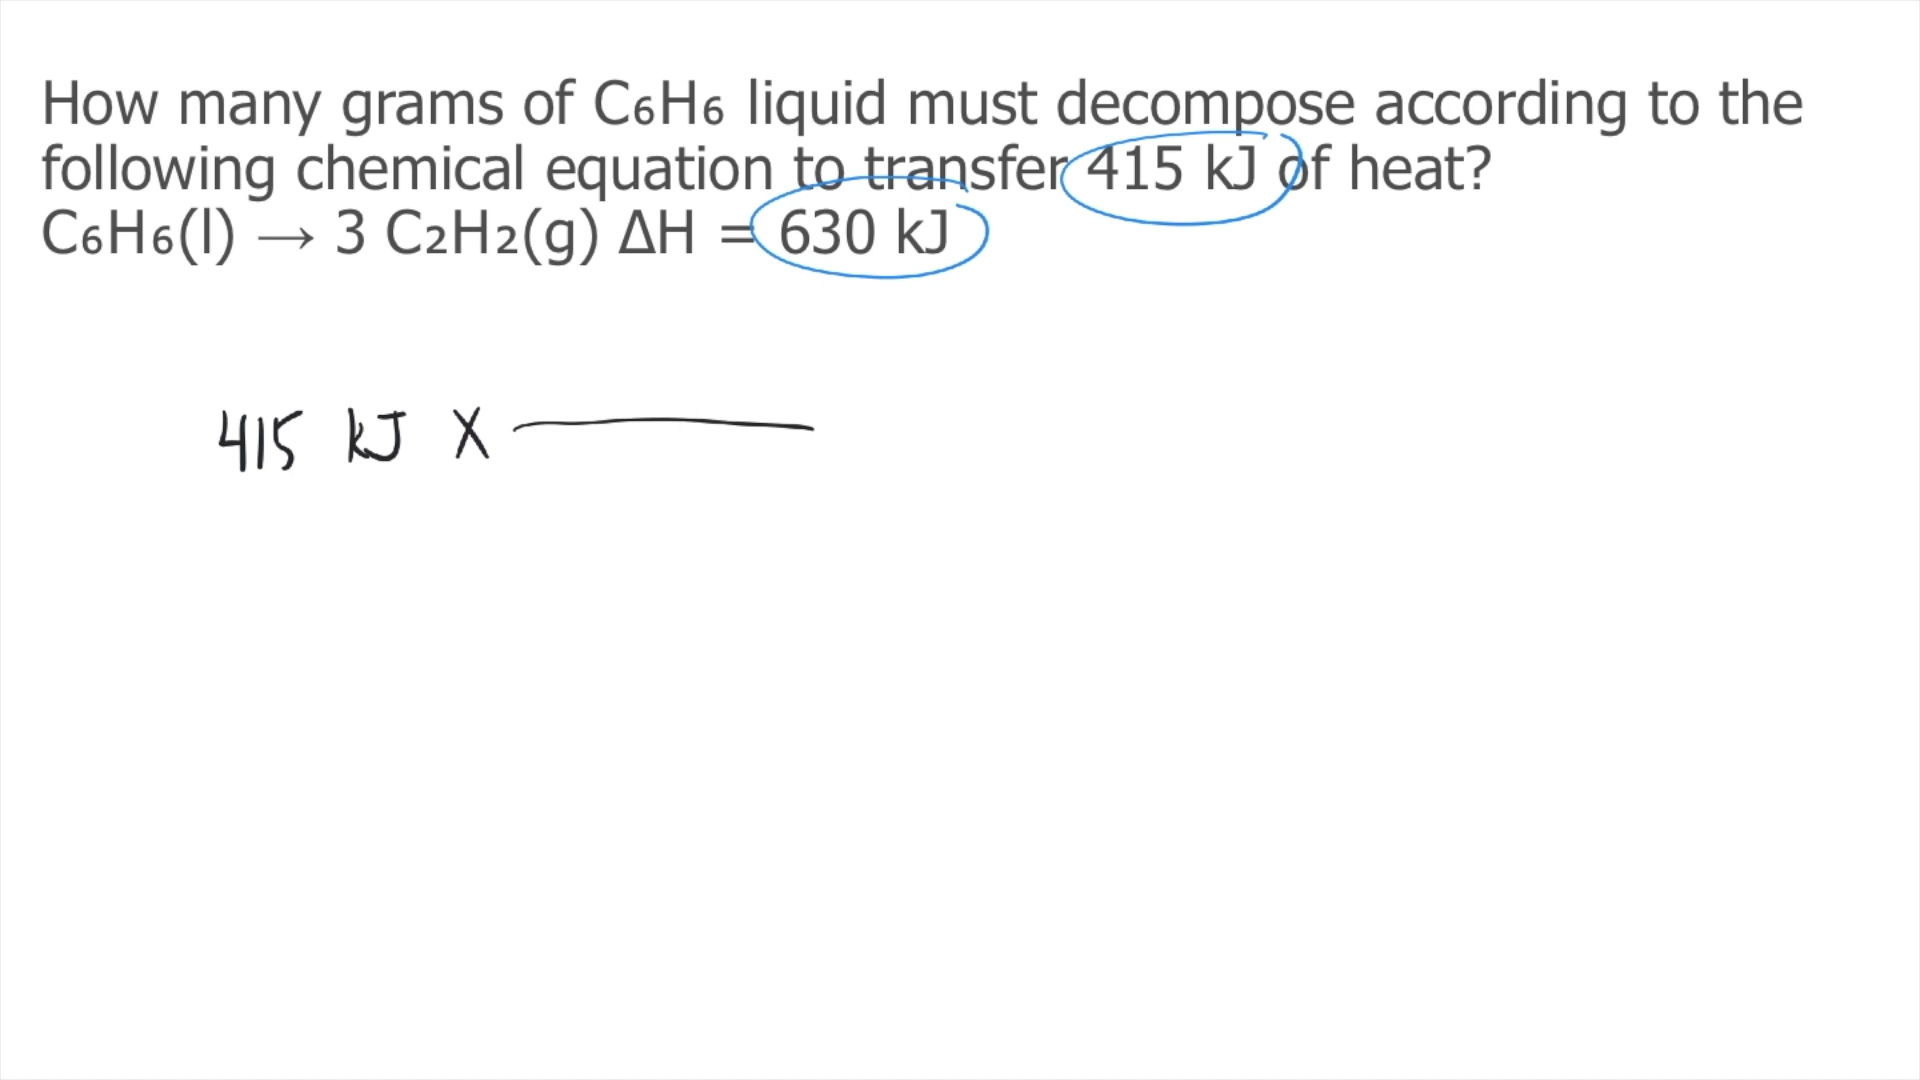 How many grams of C₆H₆ liquid must decompose according to the
following chemical equation to transfer 415 kJ of heat?
C₆H₆(l) → 3 C₂H₂(g) ΔH = 630 kJ
415 kJ X